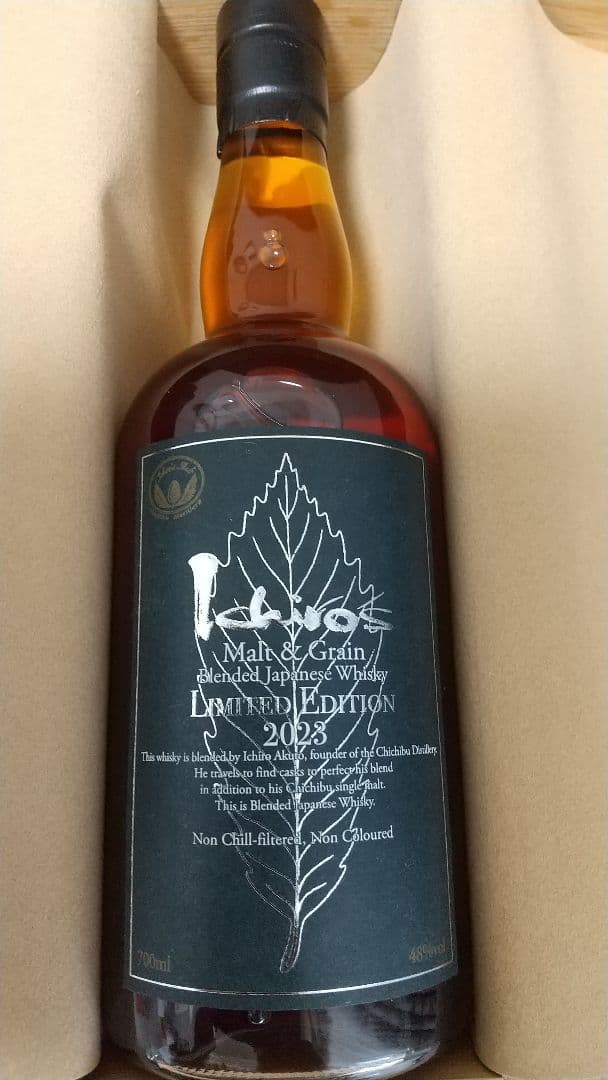 Ichiro's
Malt & Grain
Blended Japanese Whisky
LIMITED EDITION
2023
This whisky is blended by Ichiro Akuto, founder of the Chichibu Distillery.
He travels to find casks to perfect his blend
in addition to his Chichibu single malt.
This is Blended Japanese Whisky.
Non Chill-filtered, Non Coloured
700ml
48%vol